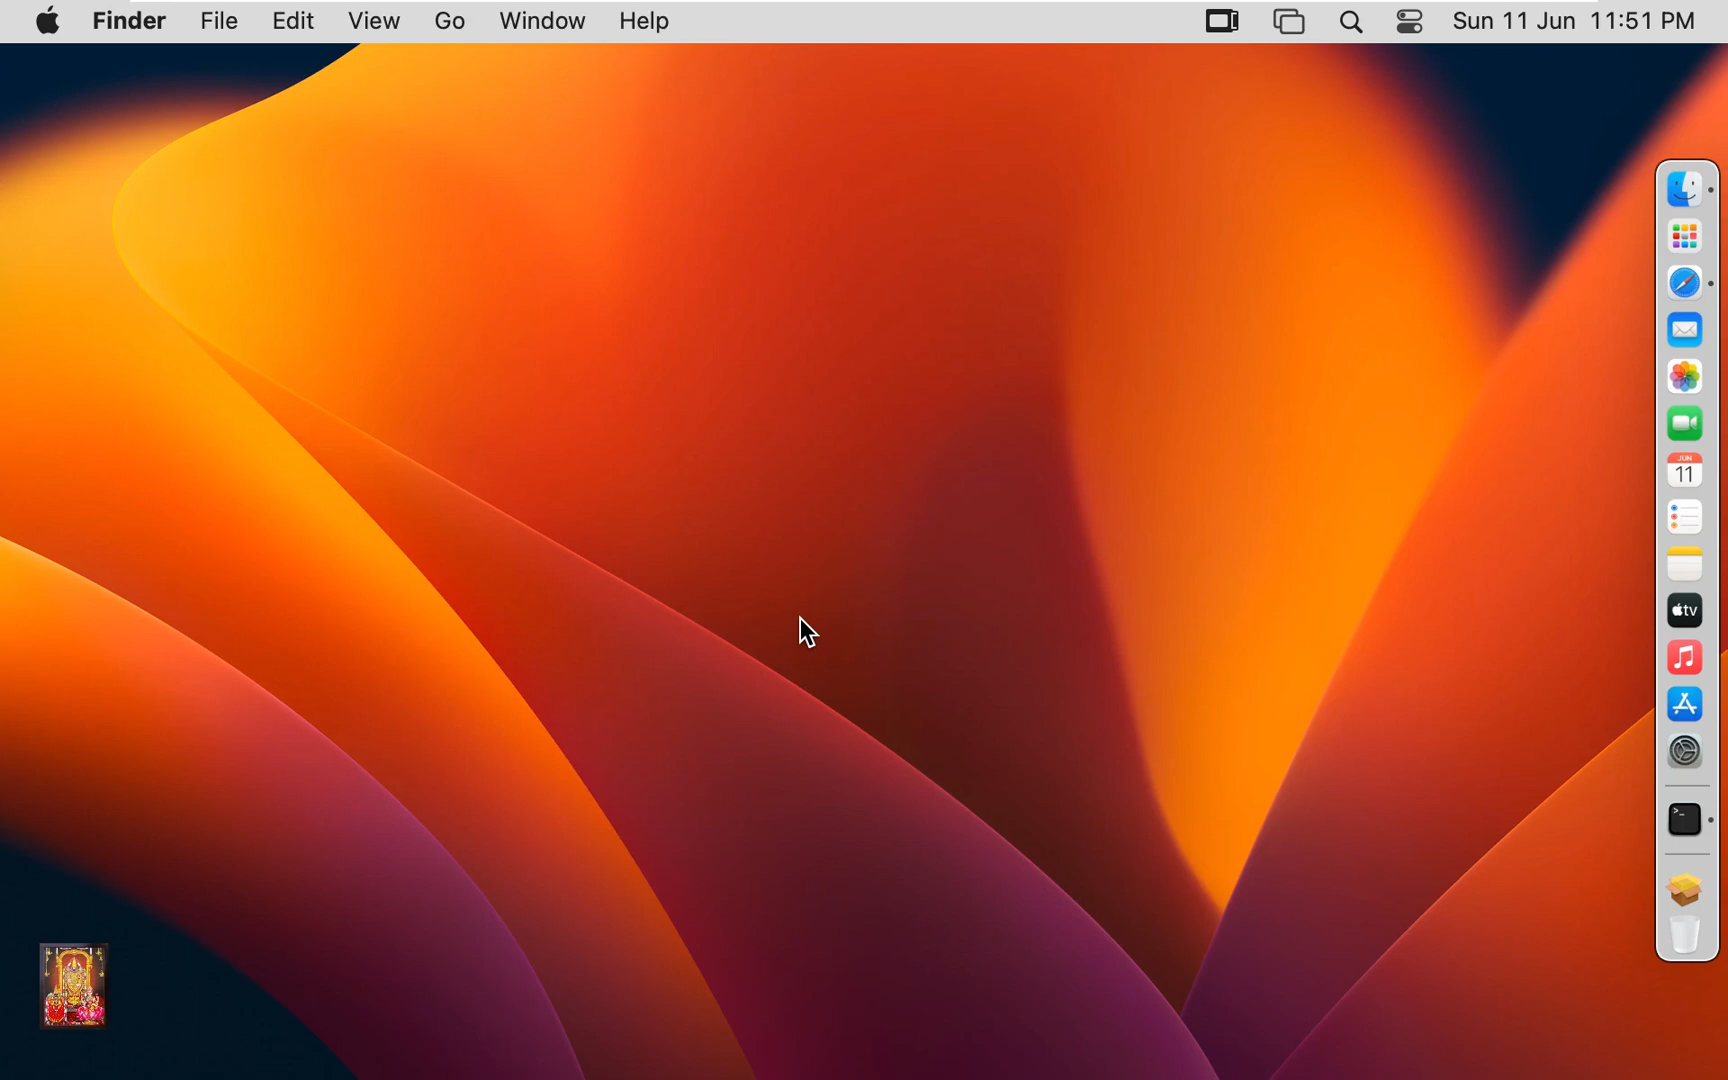 Finder File Edit View Go Window Help Sun 11 Jun 11:51 PM
JUN
11
tv
>_